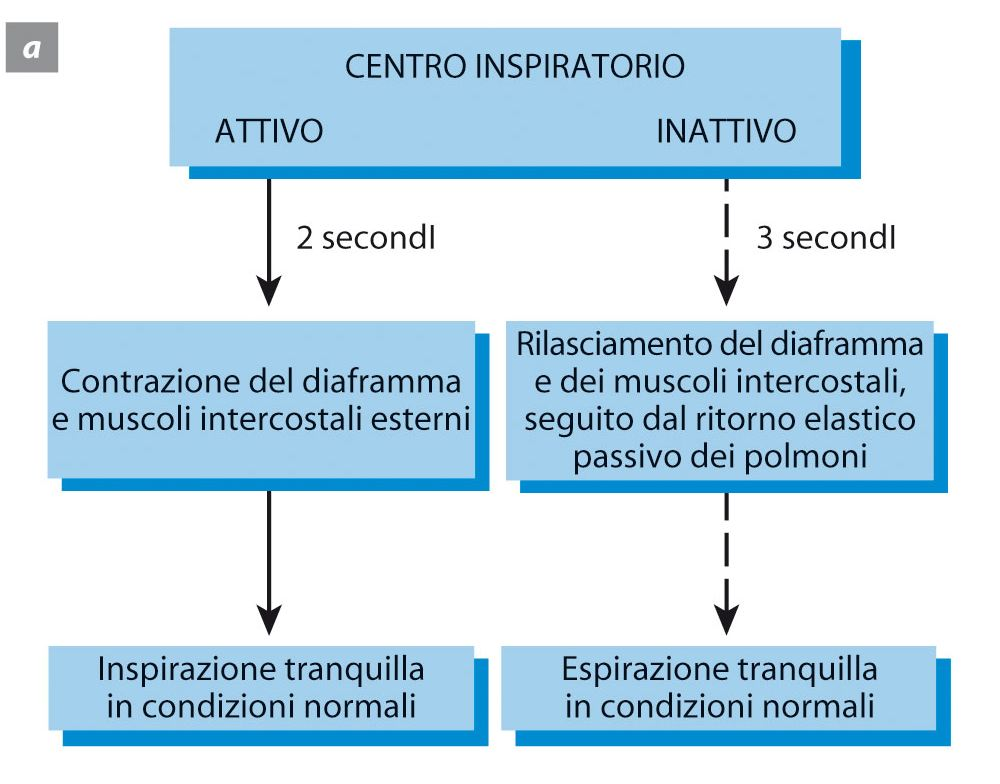 a
CENTRO INSPIRATORIO
ATTIVO
INATTIVO
2 secondI
3 secondI
Contrazione del diaframma
e muscoli intercostali esterni
Rilasciamento del diaframma
e dei muscoli intercostali,
seguito dal ritorno elastico
passivo dei polmoni
Inspirazione tranquilla
in condizioni normali
Espirazione tranquilla
in condizioni normali